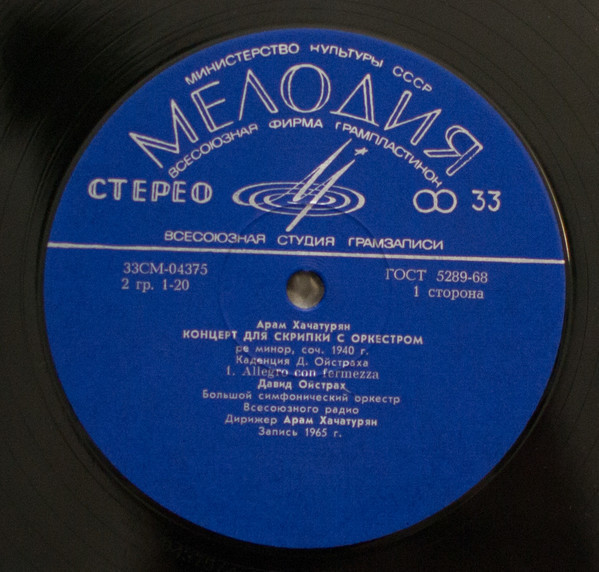 МИНИСТЕРСТВО КУЛЬТУРЫ СССР
МЕЛОДИЯ
ВСЕСОЮЗНАЯ ФИРМА ГРАМПЛАСТИНОК
СТЕРЕО 33
ВСЕСОЮЗНАЯ СТУДИЯ ГРАМЗАПИСИ
33СМ-04375 ГОСТ 5289-68
2 гр. 1-20 1 сторона
Арам Хачатурян
КОНЦЕРТ ДЛЯ СКРИПКИ С ОРКЕСТРОМ
ре минор, соч. 1940 г.
Каденция Д. Ойстраха
1. Allegro con fermezza
Давид Ойстрах
Большой симфонический оркестр
Всесоюзного радио
Дирижер Арам Хачатурян
Запись 1965 г.